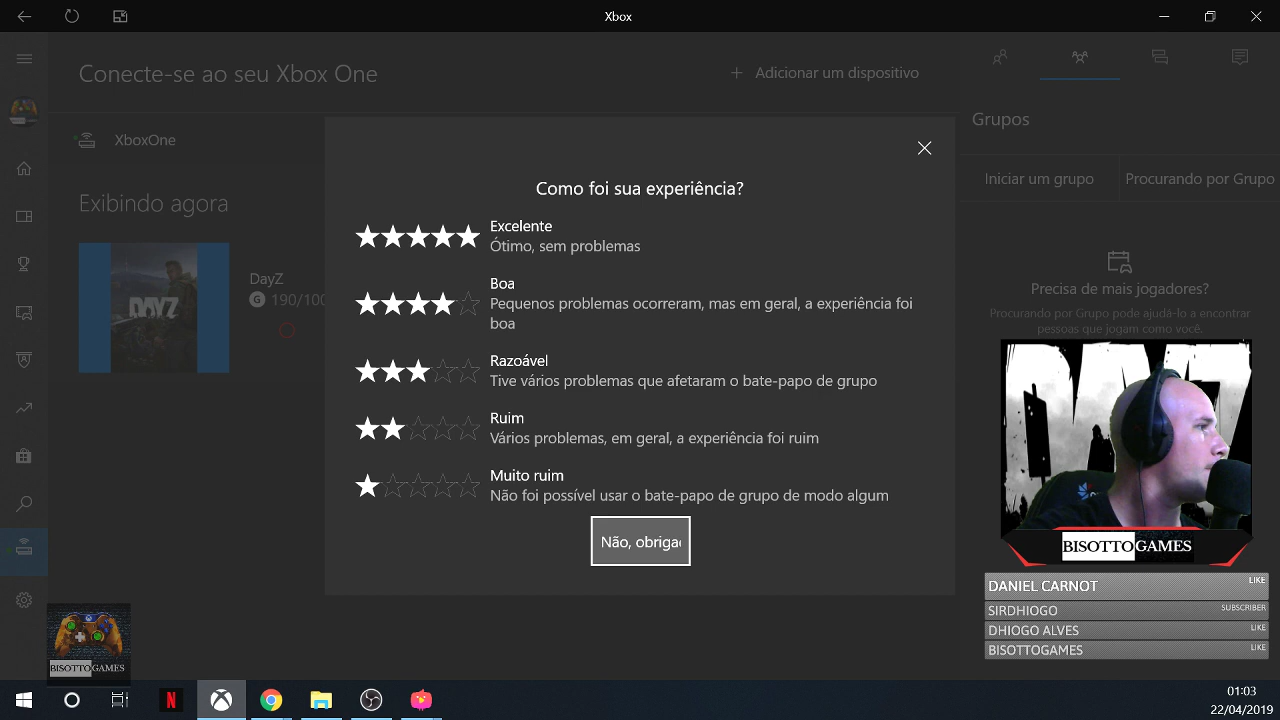 Xbox
Conecte-se ao seu Xbox One
Adicionar um dispositivo
XboxOne
Exibindo agora
DAYZ
DayZ
G 190/100
Como foi sua experiência?
Excelente
Ótimo, sem problemas
Boa
Pequenos problemas ocorreram, mas em geral, a experiência foi
boa
Razoável
Tive vários problemas que afetaram o bate-papo de grupo
Ruim
Vários problemas, em geral, a experiência foi ruim
Muito ruim
Não foi possível usar o bate-papo de grupo de modo algum
Não, obriga
Grupos
Iniciar um grupo
Procurando por Grupo
Precisa de mais jogadores?
Procurando por Grupo pode ajudá-lo a encontrar
pessoas que jogam como você.
BISOTTOGAMES
DANIEL CARNOT LIKE
SIRDHIOGO SUBSCRIBER
DHIOGO ALVES LIKE
BISOTTOGAMES LIKE
BISOTTOGAMES
N
01:03
22/04/2019